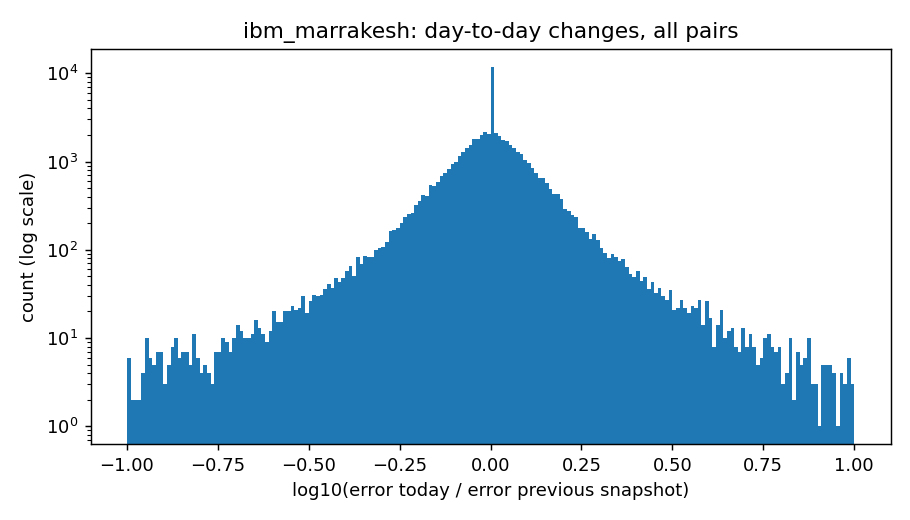 ibm_marrakesh: day-to-day changes, all pairs
10^4
10^3
10^2
10^1
10^0
count (log scale)
−1.00 −0.75 −0.50 −0.25 0.00 0.25 0.50 0.75 1.00
log10(error today / error previous snapshot)